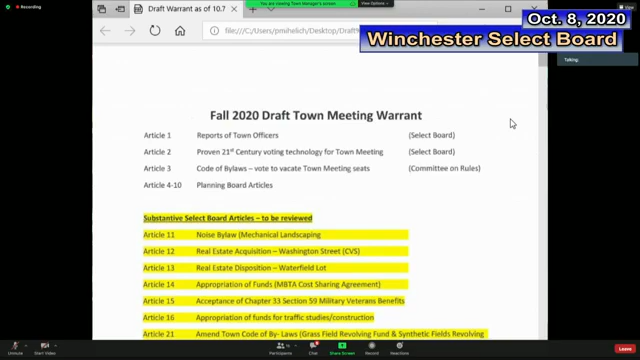 Recording
You are viewing Town Manager's screen
View Options
View
Draft Warrant as of 10.7
file:///C:/Users/pmihelich/Desktop/Draft
Oct. 8, 2020
Winchester Select Board
Talking:
Fall 2020 Draft Town Meeting Warrant
Article 1 Reports of Town Officers (Select Board)
Article 2 Proven 21st Century voting technology for Town Meeting (Select Board)
Article 3 Code of Bylaws – vote to vacate Town Meeting seats (Committee on Rules)
Article 4-10 Planning Board Articles
Substantive Select Board Articles – to be reviewed
Article 11 Noise Bylaw (Mechanical Landscaping
Article 12 Real Estate Acquisition – Washington Street (CVS)
Article 13 Real Estate Disposition – Waterfield Lot
Article 14 Appropriation of Funds (MBTA Cost Sharing Agreement)
Article 15 Acceptance of Chapter 33 Section 59 Military Veterans Benefits
Article 16 Appropriation of funds for traffic studies/construction
Article 21 Amend Town Code of By- Laws (Grass Field Revolving Fund & Synthetic Fields Revolving
Unmute Start Video Participants Chat Share Screen Record Reactions Leave